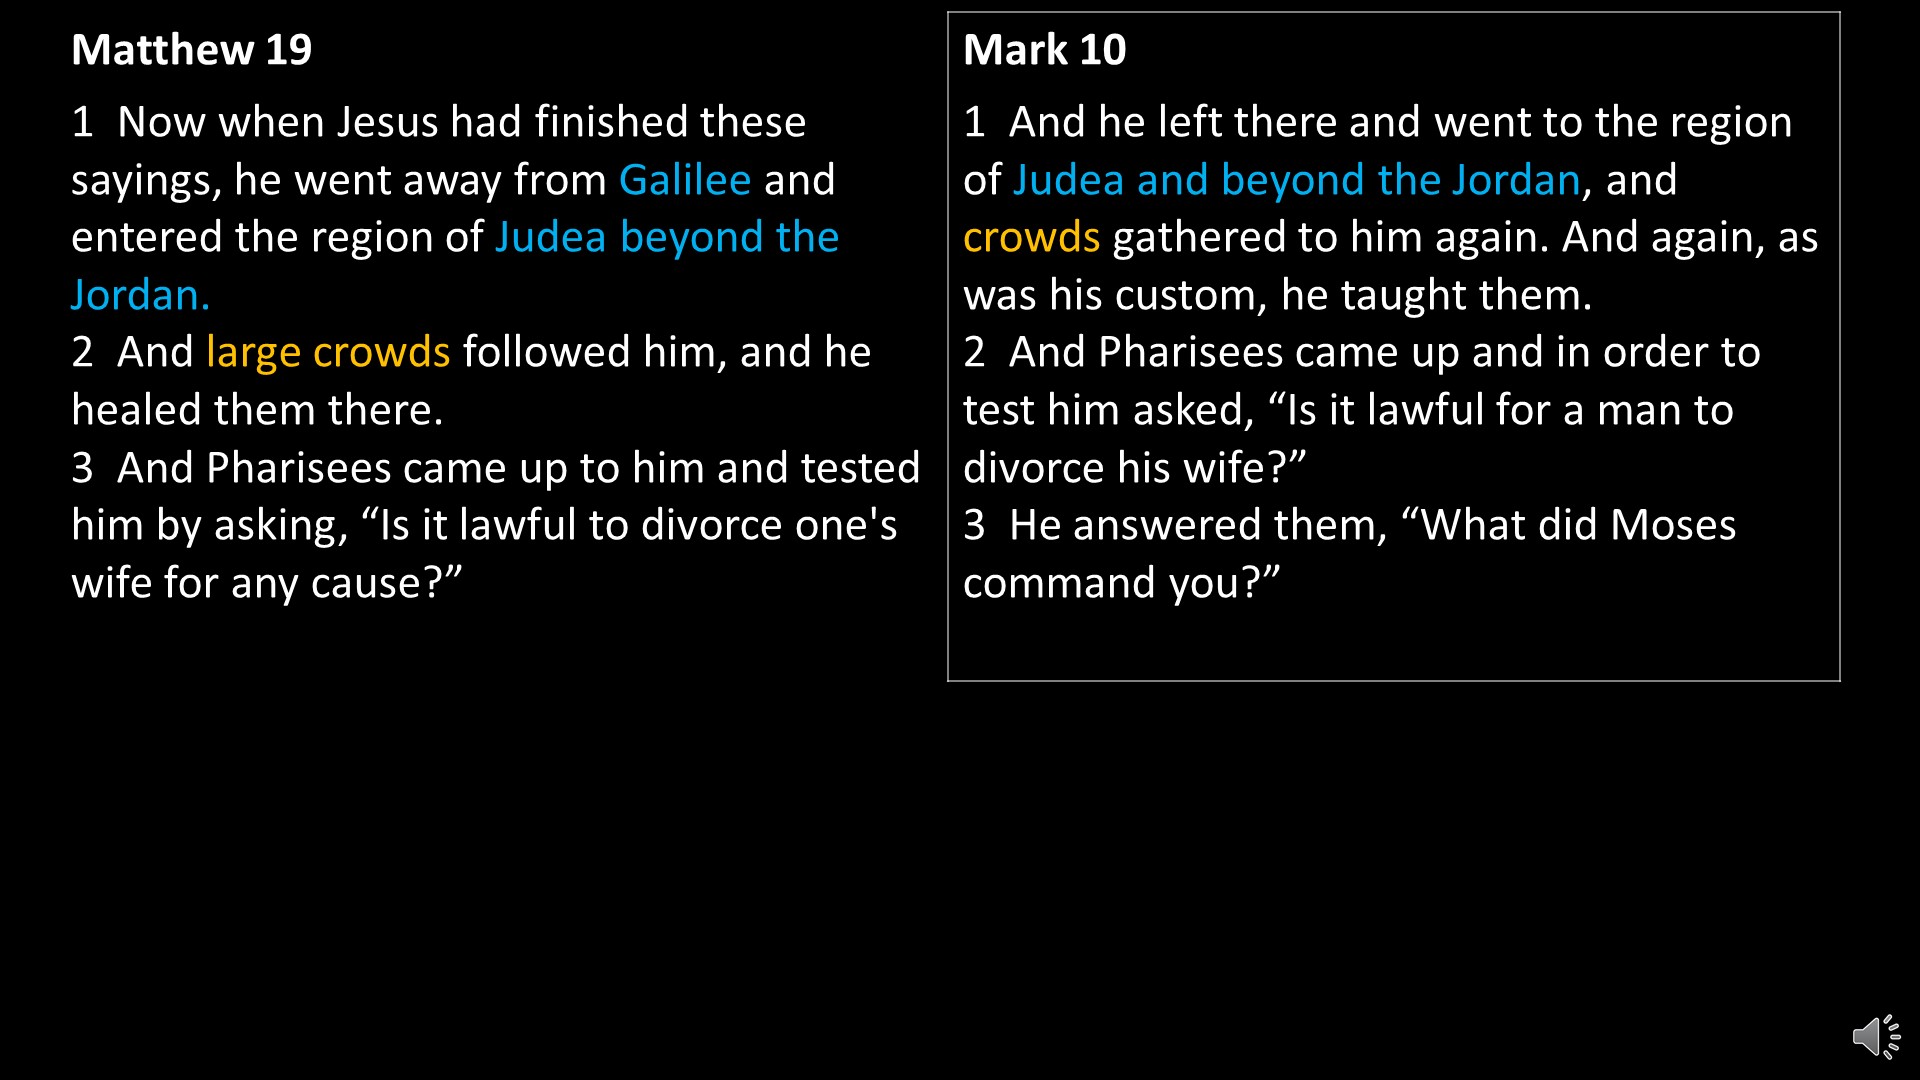 Matthew 19
1  Now when Jesus had finished these
sayings, he went away from Galilee and
entered the region of Judea beyond the
Jordan.
2  And large crowds followed him, and he
healed them there.
3  And Pharisees came up to him and tested
him by asking, “Is it lawful to divorce one's
wife for any cause?”
Mark 10
1  And he left there and went to the region
of Judea and beyond the Jordan, and
crowds gathered to him again. And again, as
was his custom, he taught them.
2  And Pharisees came up and in order to
test him asked, “Is it lawful for a man to
divorce his wife?”
3  He answered them, “What did Moses
command you?”